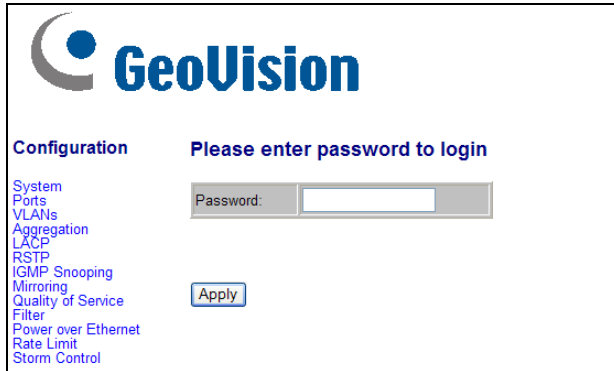 GeoVision
Configuration
Please enter password to login
System
Ports
VLANs
Aggregation
LACP
RSTP
IGMP Snooping
Mirroring
Quality of Service
Filter
Power over Ethernet
Rate Limit
Storm Control
Password:
Apply